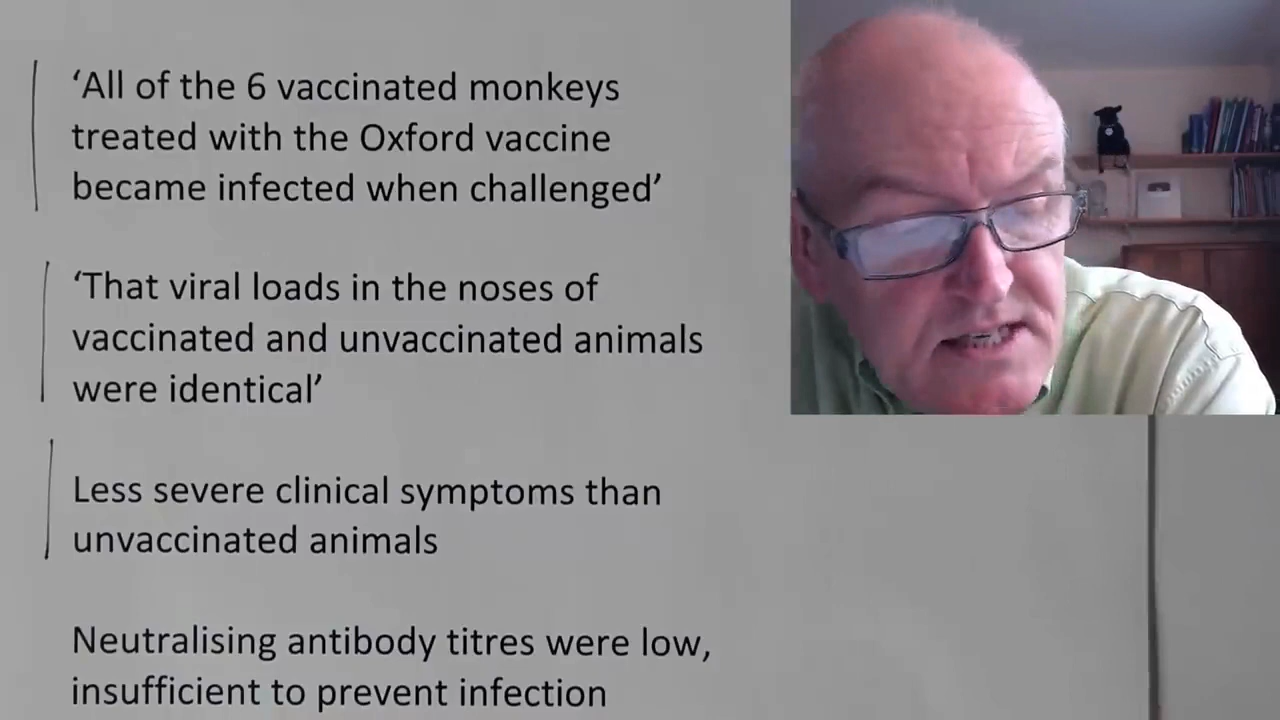 ‘All of the 6 vaccinated monkeys
treated with the Oxford vaccine
became infected when challenged’
‘That viral loads in the noses of
vaccinated and unvaccinated animals
were identical’
Less severe clinical symptoms than
unvaccinated animals
Neutralising antibody titres were low,
insufficient to prevent infection